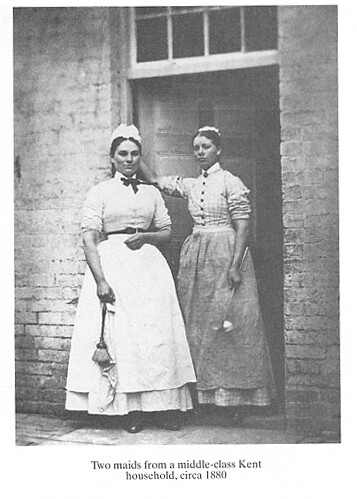 Two maids from a middle-class Kent
household, circa 1880